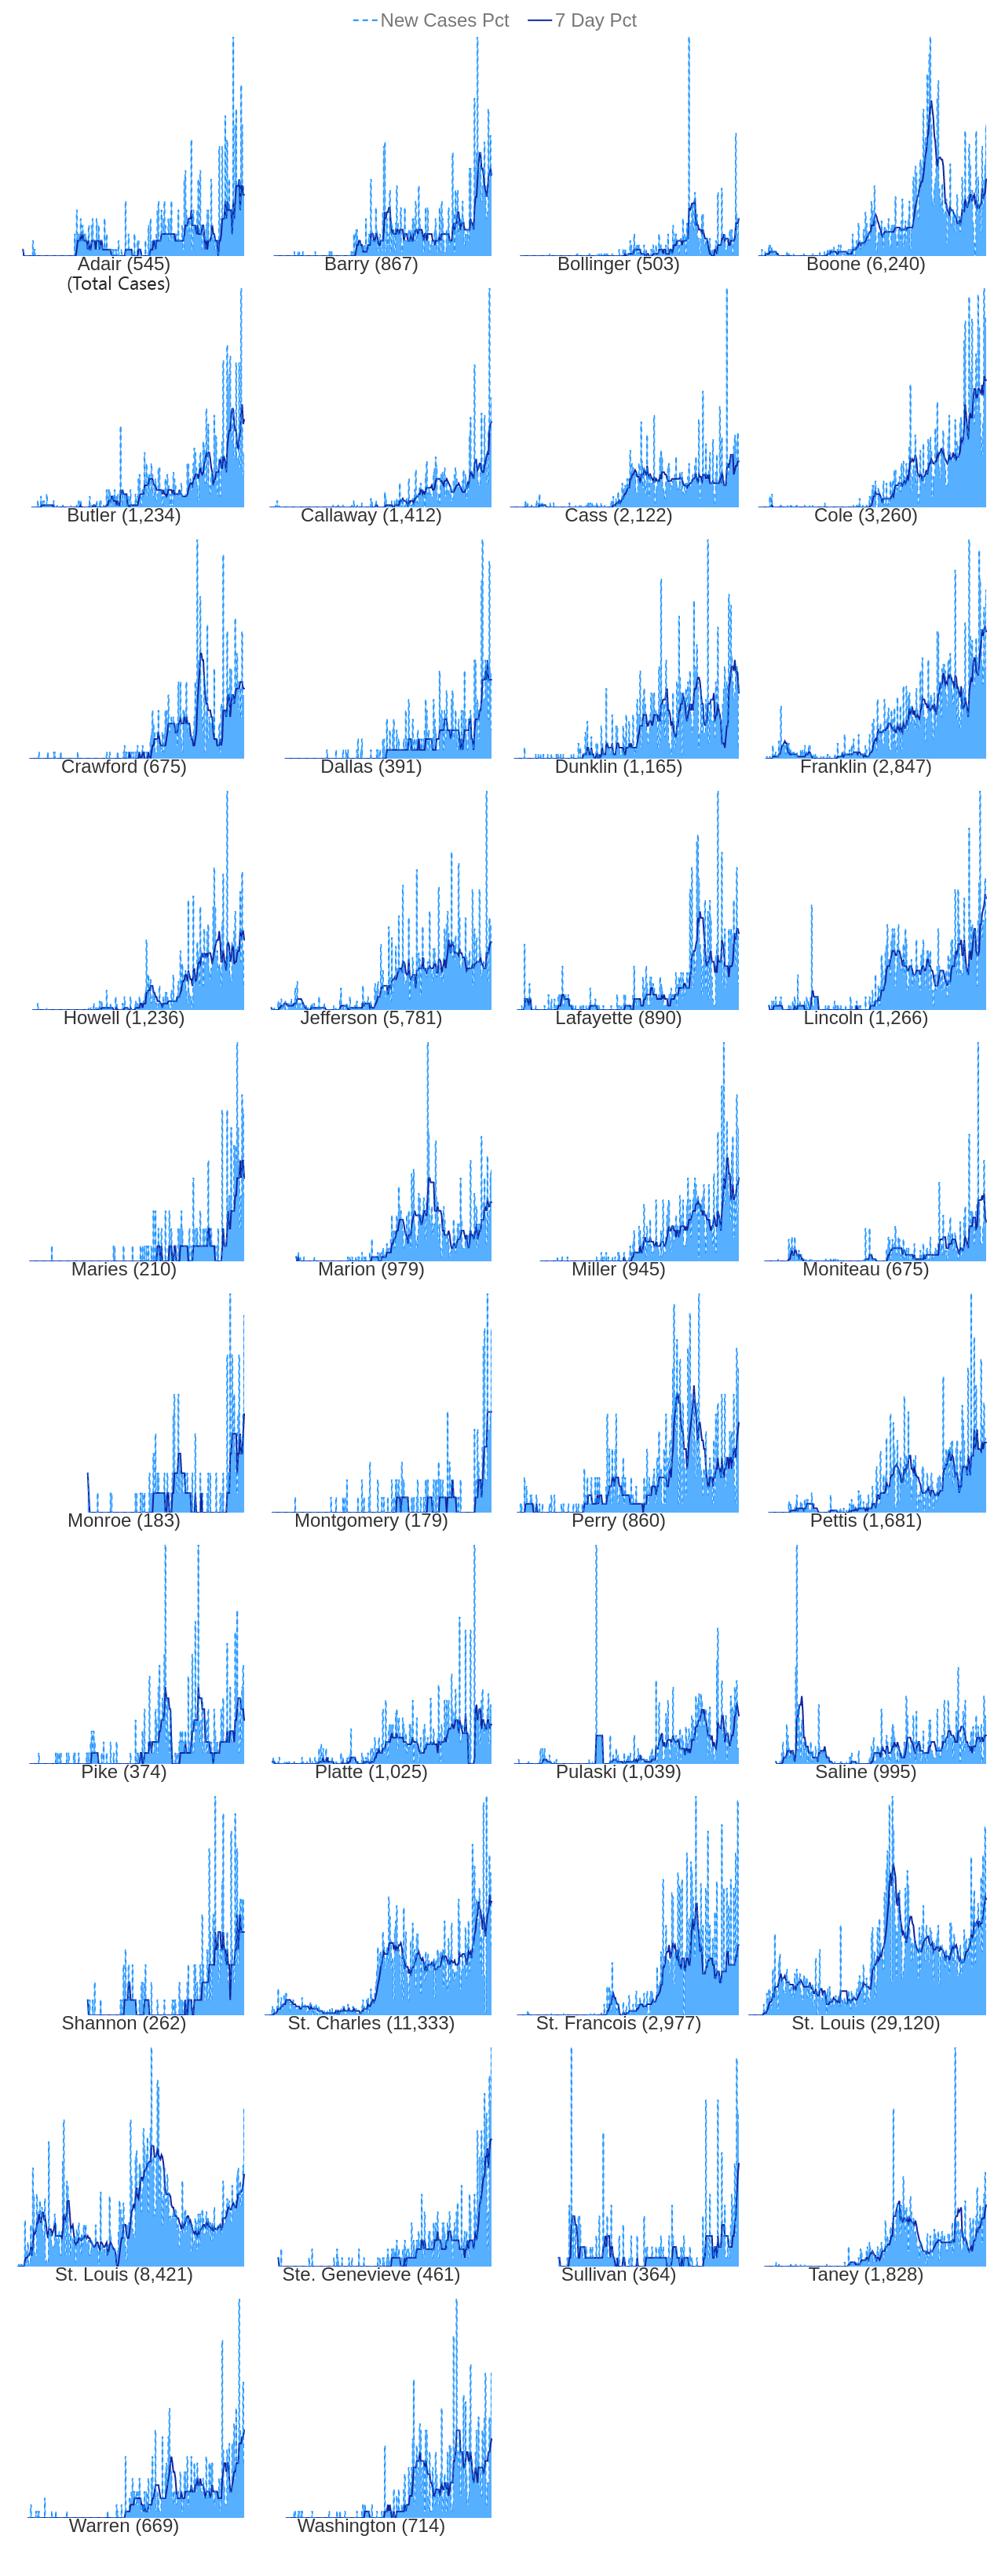 New Cases Pct 7 Day Pct
Adair (545) Barry (867) Bollinger (503) Boone (6,240)
(Total Cases)
Butler (1,234) Callaway (1,412) Cass (2,122) Cole (3,260)
Crawford (675) Dallas (391) Dunklin (1,165) Franklin (2,847)
Howell (1,236) Jefferson (5,781) Lafayette (890) Lincoln (1,266)
Maries (210) Marion (979) Miller (945) Moniteau (675)
Monroe (183) Montgomery (179) Perry (860) Pettis (1,681)
Pike (374) Platte (1,025) Pulaski (1,039) Saline (995)
Shannon (262) St. Charles (11,333) St. Francois (2,977) St. Louis (29,120)
St. Louis (8,421) Ste. Genevieve (461) Sullivan (364) Taney (1,828)
Warren (669) Washington (714)